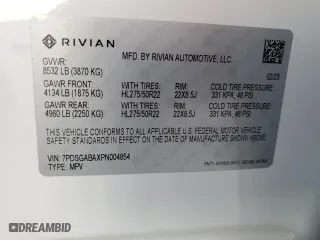 RIVIAN
MFD. BY RIVIAN AUTOMOTIVE, LLC.
GVWR:
8532 LB (3870 KG)
02/23
GAWR FRONT: WITH TIRES: RIM: COLD TIRE PRESSURE:
4134 LB (1875 KG) HL275/50R22 22X8.5J 331 KPA, 48 PSI
GAWR REAR: WITH TIRES: RIM: COLD TIRE PRESSURE:
4960 LB (2250 KG) HL275/50R22 22X8.5J 331 KPA, 48 PSI
THIS VEHICLE CONFORMS TO ALL APPLICABLE U.S. FEDERAL MOTOR VEHICLE
SAFETY STANDARDS IN EFFECT ON THE DATE OF MANUFACTURE SHOWN
ABOVE.
VIN: 7PDSGABAXPN004854
TYPE: MPV
DEALERSHIP.COM